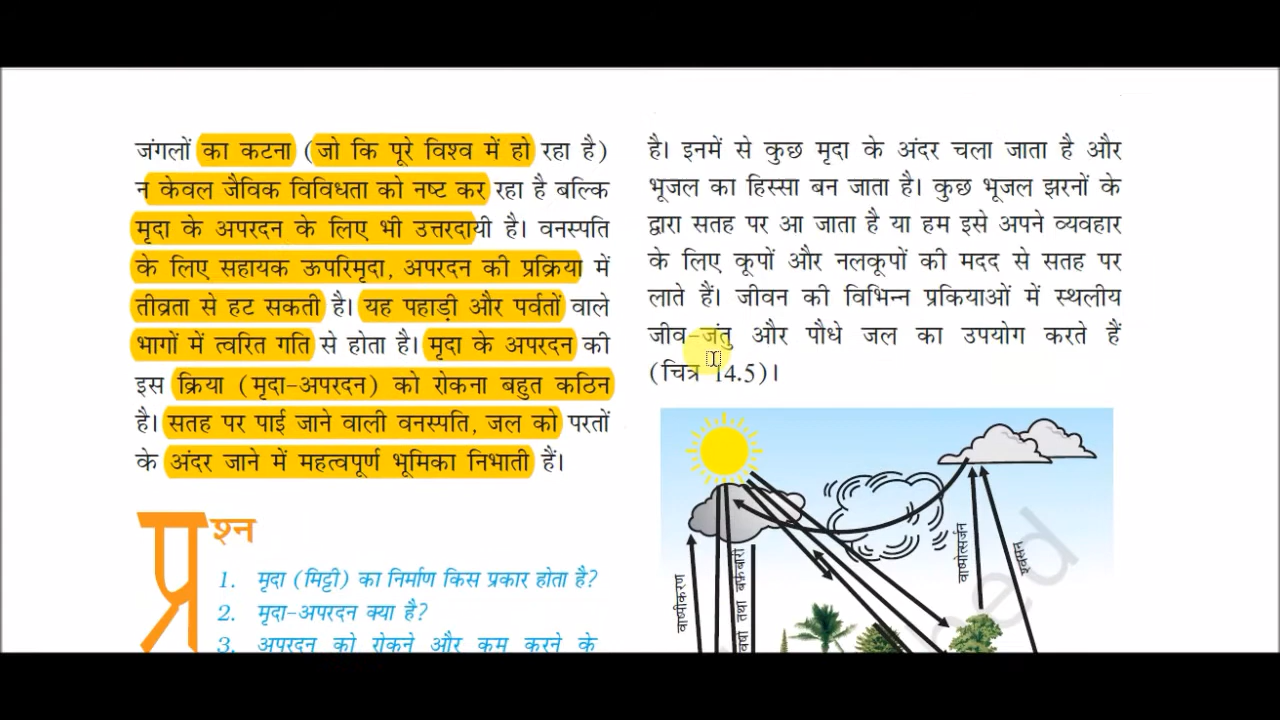 जंगलों का कटना (जो कि पूरे विश्व में हो रहा है)
न केवल जैविक विविधता को नष्ट कर रहा है बल्कि
मृदा के अपरदन के लिए भी उत्तरदायी है। वनस्पति
के लिए सहायक ऊपरिमृदा, अपरदन की प्रक्रिया में
तीव्रता से हट सकती है। यह पहाड़ी और पर्वतों वाले
भागों में त्वरित गति से होता है। मृदा के अपरदन की
इस क्रिया (मृदा-अपरदन) को रोकना बहुत कठिन
है। सतह पर पाई जाने वाली वनस्पति, जल को परतों
के अंदर जाने में महत्वपूर्ण भूमिका निभाती हैं।
प्रश्न
1. मृदा (मिट्टी) का निर्माण किस प्रकार होता है?
2. मृदा-अपरदन क्या है?
3. अपरदन को रोकने और कम करने के
है। इनमें से कुछ मृदा के अंदर चला जाता है और
भूजल का हिस्सा बन जाता है। कुछ भूजल झरनों के
द्वारा सतह पर आ जाता है या हम इसे अपने व्यवहार
के लिए कूपों और नलकूपों की मदद से सतह पर
लाते हैं। जीवन की विभिन्न प्रकियाओं में स्थलीय
जीव-जंतु और पौधे जल का उपयोग करते हैं
(चित्र 14.5)।
वाष्पीकरण
वर्षा तथा बर्फ़बारी
वाष्पोत्सर्जन
श्वसन